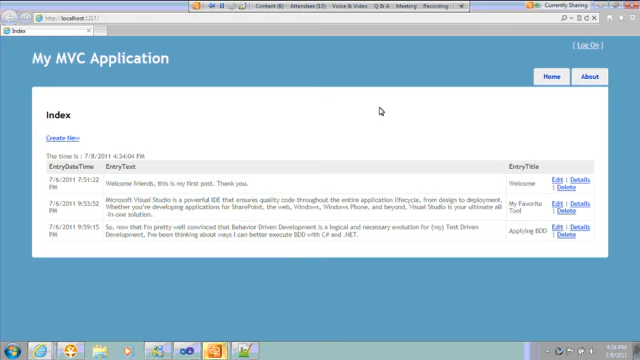 Content (6) Attendees (15) Voice & Video Q & A Meeting Recording
Currently Sharing
http://localhost:1217/
Index
[ Log On ]
My MVC Application
Home About
Index
Create New
The time is : 7/8/2011 4:34:04 PM
EntryDateTime EntryText EntryTitle
7/6/2011 7:51:22 PM Welcome friends, this is my first post. Thank you. Welcome Edit | Details | Delete
7/6/2011 9:53:52 PM
Microsoft Visual Studio is a powerful IDE that ensures quality code throughout the entire application lifecycle, from design to deployment.
Whether you're developing applications for SharePoint, the web, Windows, Windows Phone, and beyond, Visual Studio is your ultimate all
-in-one solution.
My Favorite Tool
Edit | Details | Delete
7/6/2011 9:59:15 PM
So, now that I'm pretty well convinced that Behavior Driven Development is a logical and necessary evolution for (my) Test Driven
Development, I've been thinking about ways I can better execute BDD with C# and .NET.
Applying BDD
Edit | Details | Delete
7/8/2011